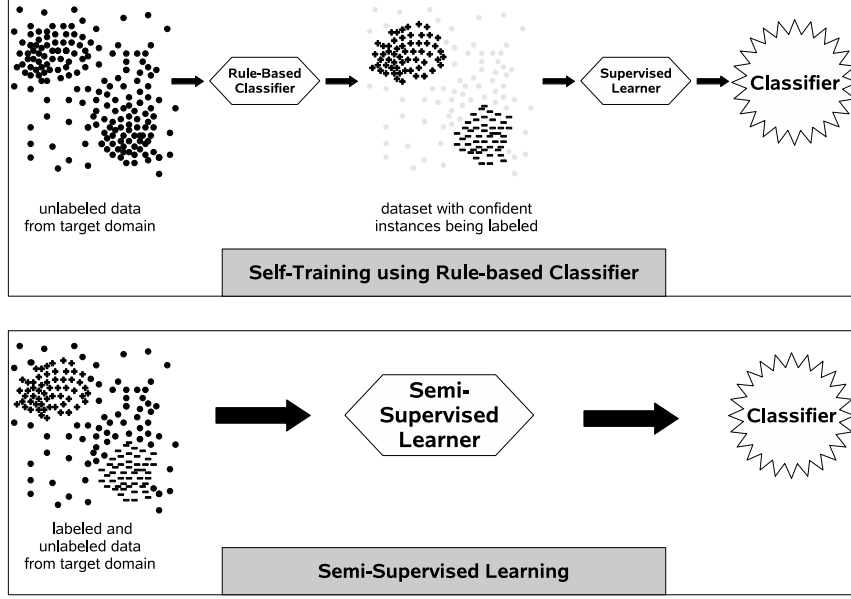 Rule-Based
Classifier
Supervised
Learner
Classifier
unlabeled data
from target domain
dataset with confident
instances being labeled
Self-Training using Rule-based Classifier
Semi-
Supervised
Learner
Classifier
labeled and
unlabeled data
from target domain
Semi-Supervised Learning